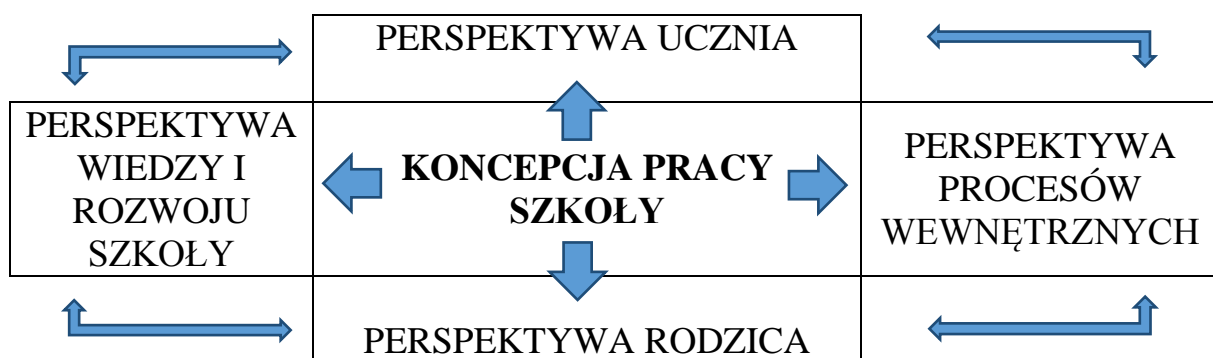 PERSPEKTYWA UCZNIA
PERSPEKTYWA
WIEDZY I
ROZWOJU
SZKOŁY
KONCEPCJA PRACY
SZKOŁY
PERSPEKTYWA
PROCESÓW
WEWNĘTRZNYCH
PERSPEKTYWA RODZICA